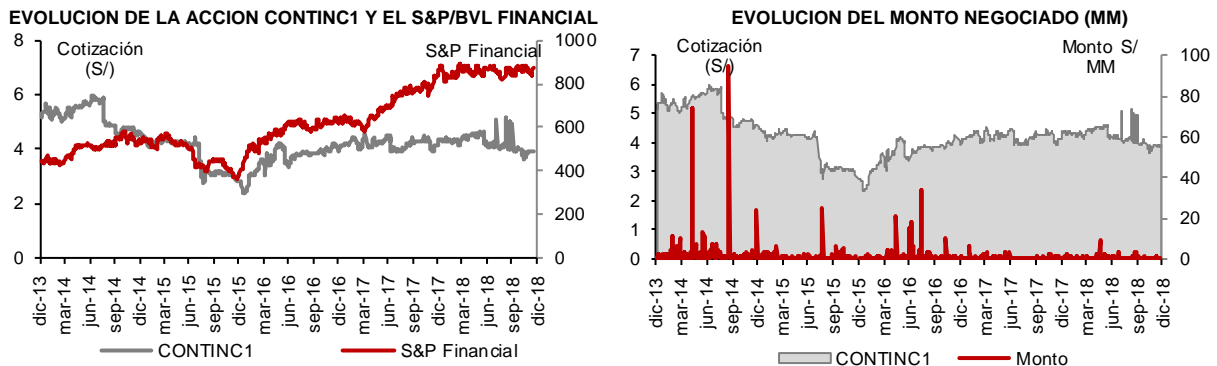 EVOLUCION DE LA ACCION CONTINC1 Y EL S&P/BVL FINANCIAL
Cotización
(S/)
S&P Financial
8
6
4
2
0
1000
800
600
400
200
0
dic-13
mar-14
jun-14
sep-14
dic-14
mar-15
jun-15
sep-15
dic-15
mar-16
jun-16
sep-16
dic-16
mar-17
jun-17
sep-17
dic-17
mar-18
jun-18
sep-18
dic-18
CONTINC1
S&P Financial
EVOLUCION DEL MONTO NEGOCIADO (MM)
Cotización
(S/)
Monto S/
MM
7
6
5
4
3
2
1
0
100
80
60
40
20
0
dic-13
mar-14
jun-14
sep-14
dic-14
mar-15
jun-15
sep-15
dic-15
mar-16
jun-16
sep-16
dic-16
mar-17
jun-17
sep-17
dic-17
mar-18
jun-18
sep-18
dic-18
CONTINC1
Monto